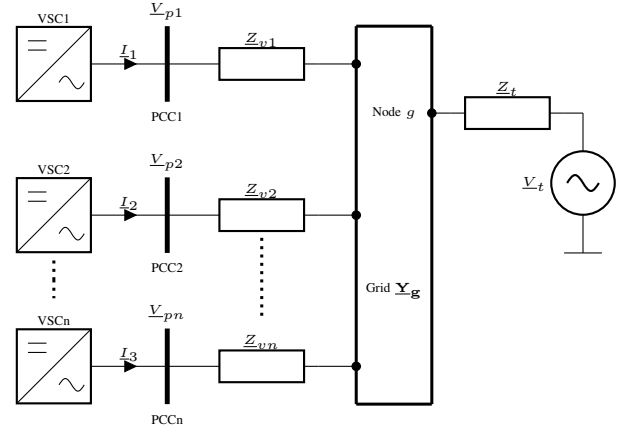 VSC1
V_p1
I_1
Z_v1
PCC1
Node g
Z_t
VSC2
V_p2
I_2
Z_v2
PCC2
V_t
Grid Y_g
VSCn
V_pn
I_3
Z_vn
PCCn